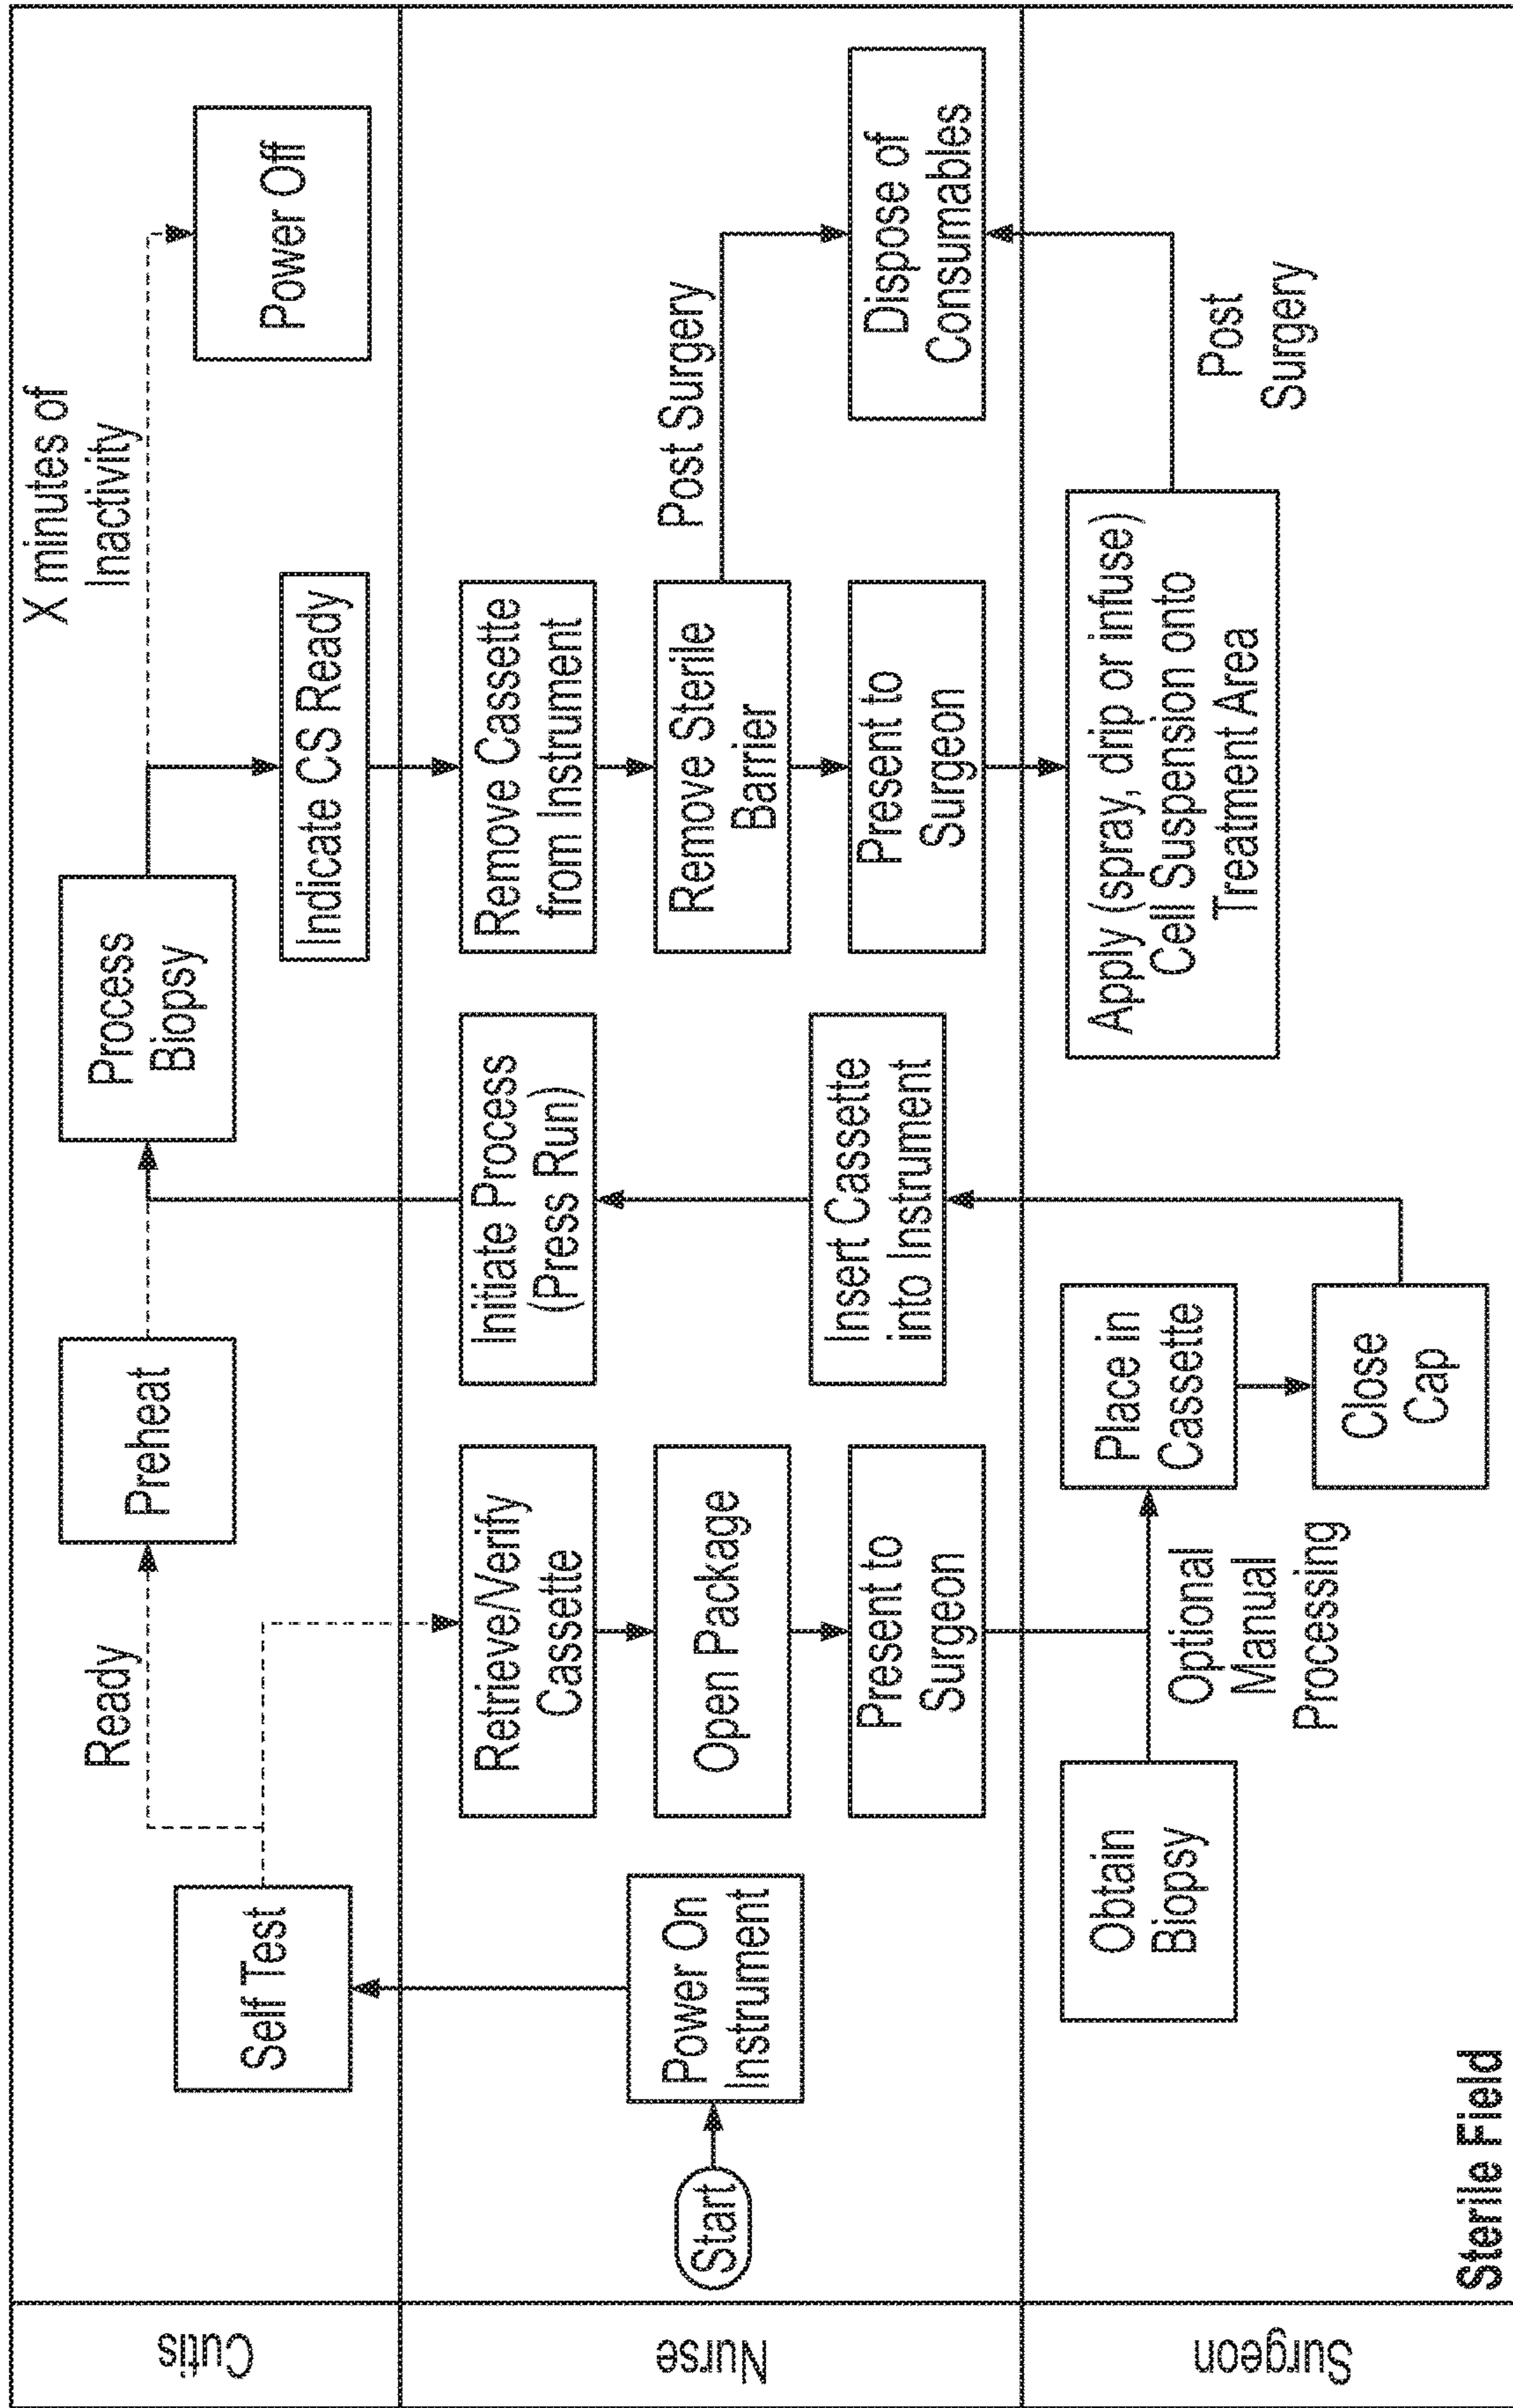 Cutis
Self Test
Ready
Preheat
Process
Biopsy
X minutes of
Inactivity
Indicate CS Ready
Power Off
Nurse
Start
Power On
Instrument
Retrieve/Verify
Cassette
Open Package
Present to
Surgeon
Initiate Process
(Press Run)
Insert Cassette
into Instrument
Remove Cassette
from Instrument
Remove Sterile
Barrier
Present to
Surgeon
Post Surgery
Dispose of
Consumables
Surgeon
Obtain
Biopsy
Optional
Manual
Processing
Place in
Cassette
Close
Cap
Apply (spray, drip or infuse)
Cell Suspension onto
Treatment Area
Post
Surgery
Sterile Field